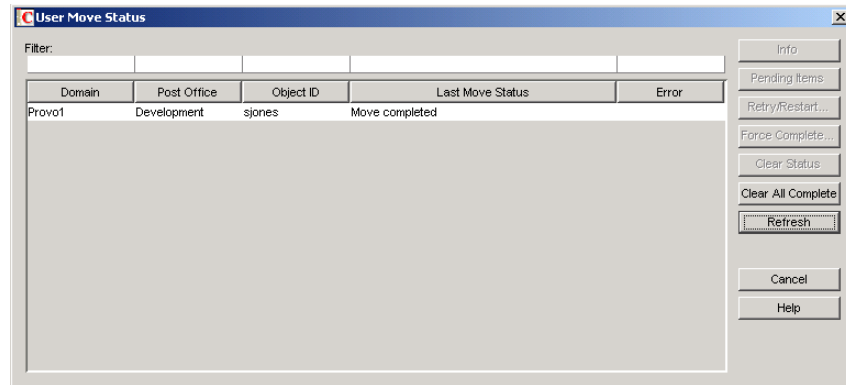 User Move Status
Filter:
Domain Post Office Object ID Last Move Status Error
Provo1 Development sjones Move completed
Info
Pending Items
Retry/Restart...
Force Complete...
Clear Status
Clear All Complete
Refresh
Cancel
Help